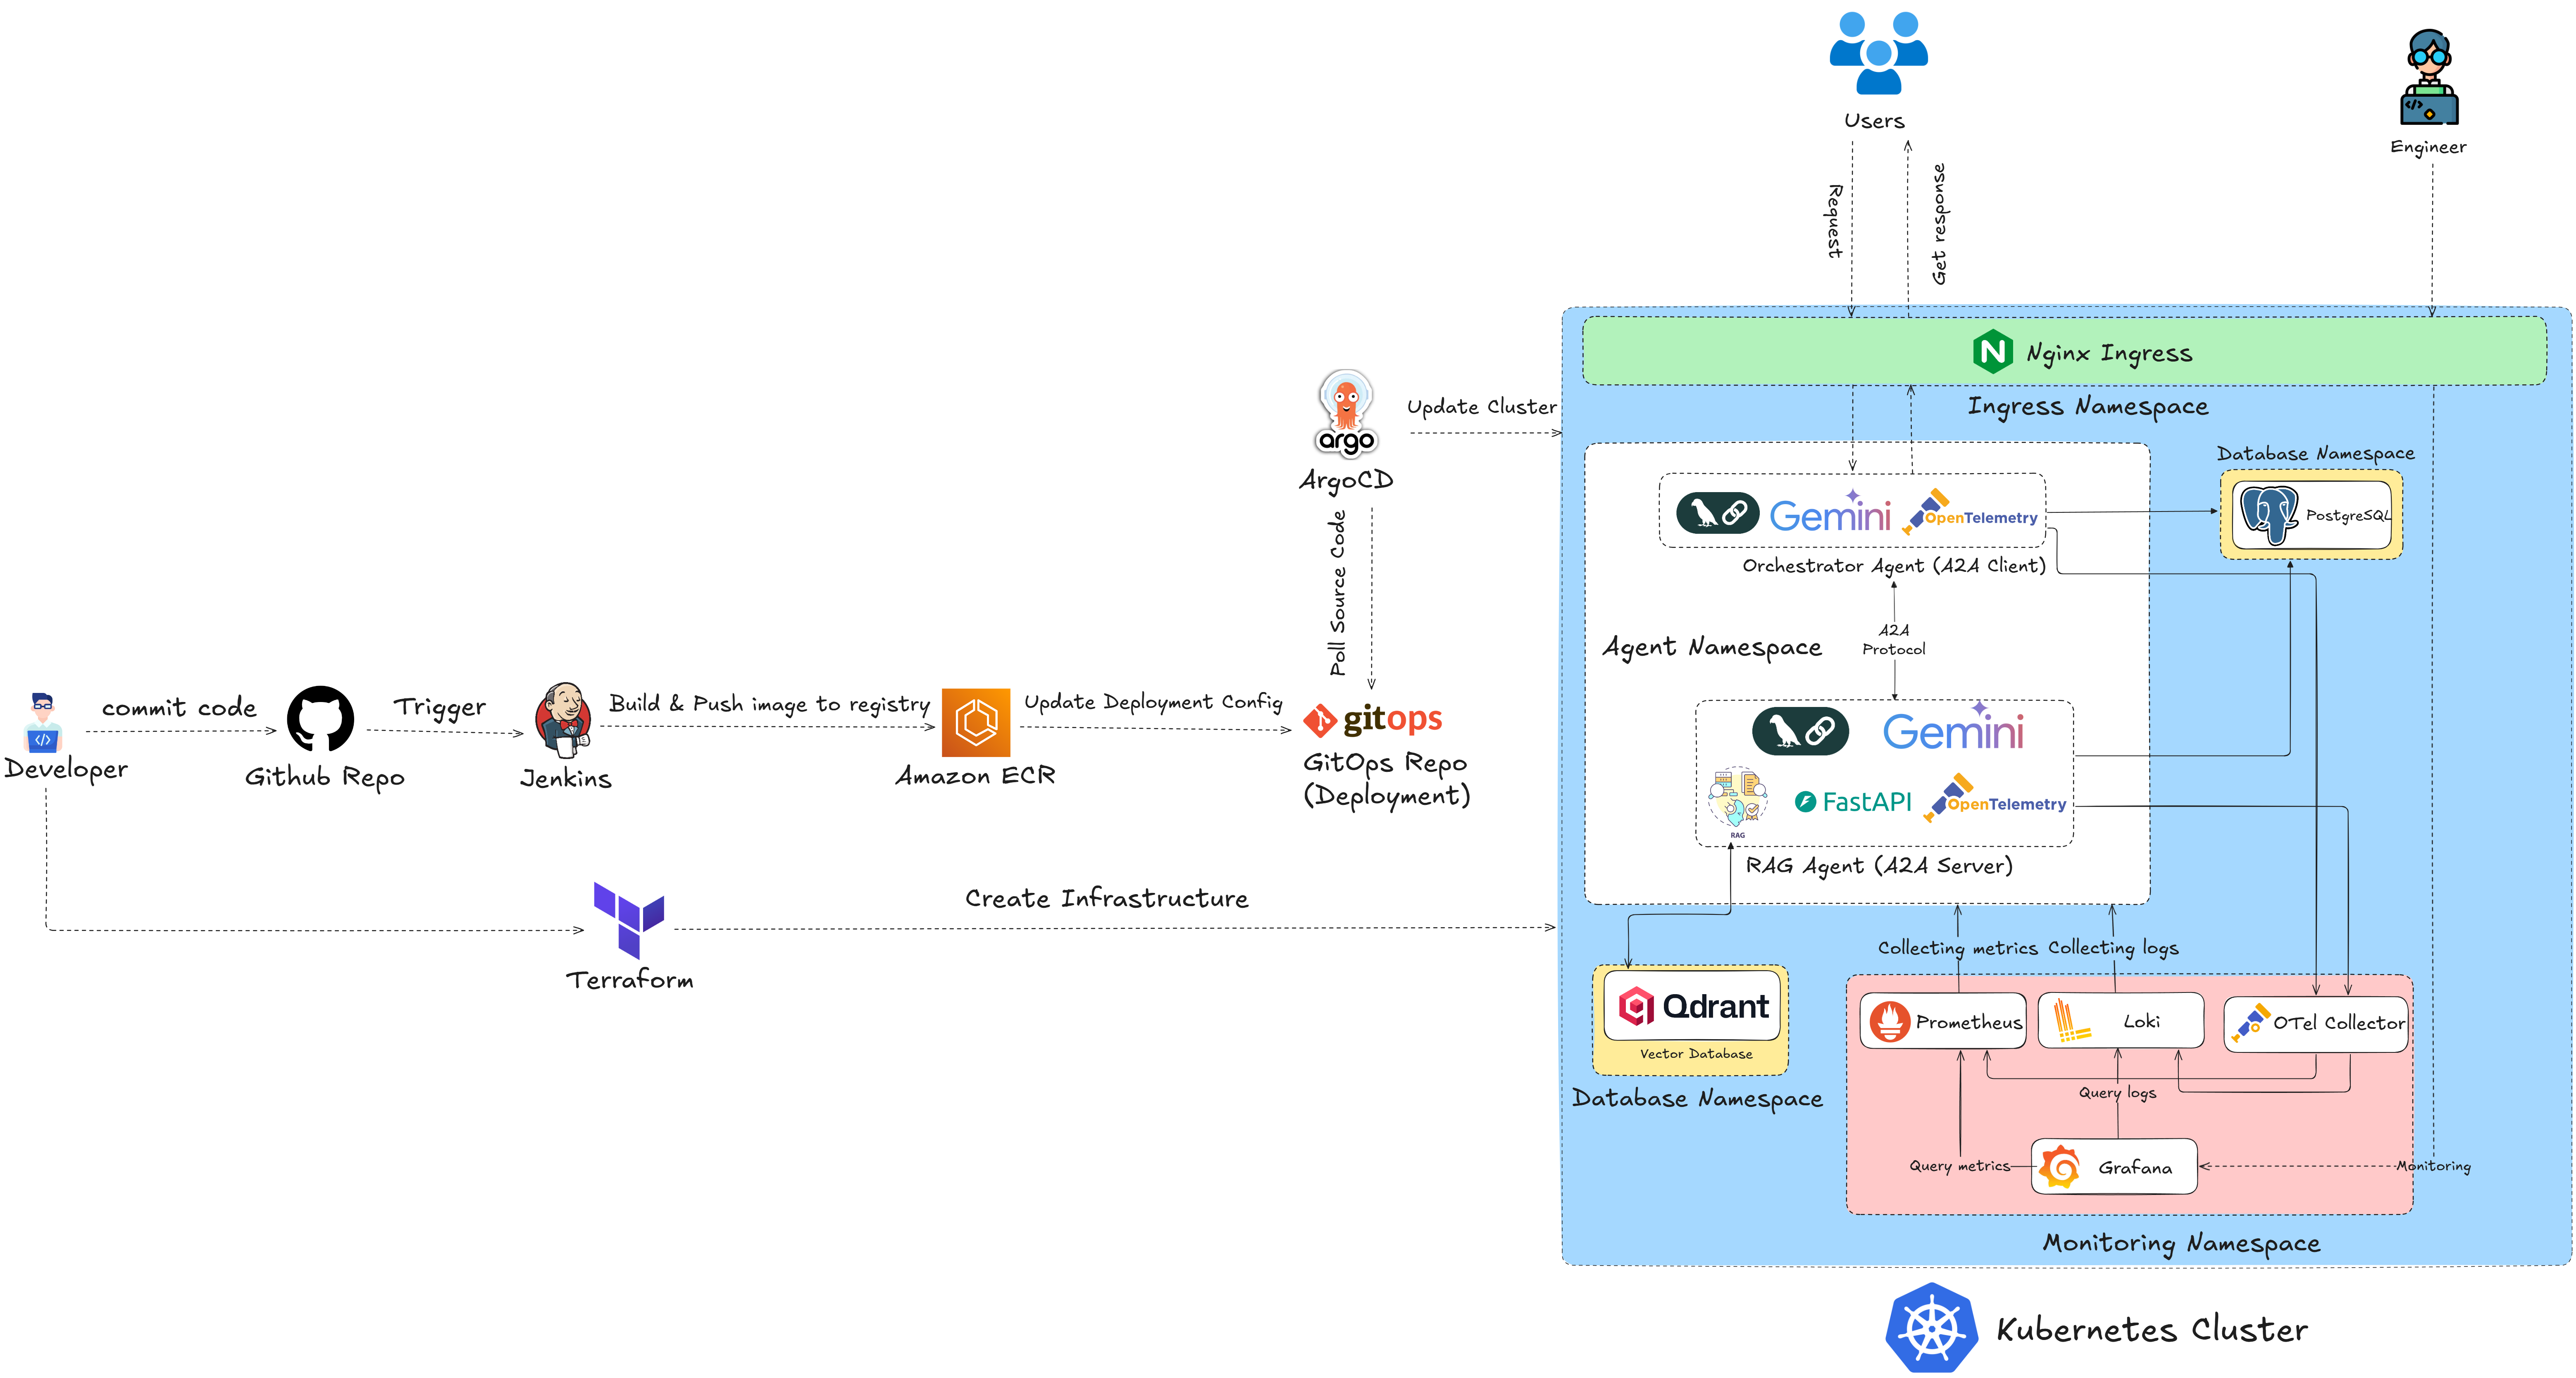 Users
Engineer
Request
Get response
Nginx Ingress
Ingress Namespace
argo
ArgoCD
Update Cluster
Poll Source Code
Database Namespace
PostgreSQL
Gemini
OpenTelemetry
Orchestrator Agent (A2A Client)
A2A
Protocol
Agent Namespace
Gemini
RAG
FastAPI
OpenTelemetry
RAG Agent (A2A Server)
Developer
commit code
Github Repo
Trigger
Jenkins
Build & Push image to registry
Amazon ECR
Update Deployment Config
gitops
GitOps Repo
(Deployment)
Terraform
Create Infrastructure
Collecting metrics
Collecting logs
Qdrant
Vector Database
Database Namespace
Prometheus
Loki
OTel Collector
Query logs
Query metrics
Grafana
Monitoring
Monitoring Namespace
Kubernetes Cluster